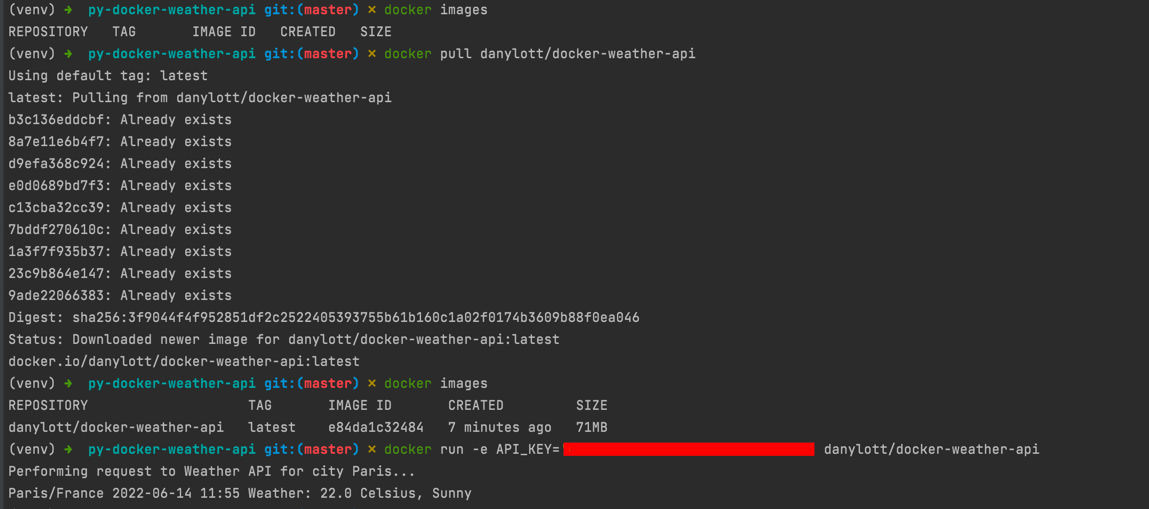 (venv) ➜  py-docker-weather-api git:(master) ✗ docker images
REPOSITORY   TAG       IMAGE ID   CREATED   SIZE
(venv) ➜  py-docker-weather-api git:(master) ✗ docker pull danylott/docker-weather-api
Using default tag: latest
latest: Pulling from danylott/docker-weather-api
b3c136eddcbf: Already exists
8a7e11e6b4f7: Already exists
d9efa368c924: Already exists
e0d0689bd7f3: Already exists
c13cba32cc39: Already exists
7bddf270610c: Already exists
1a3f7f935b37: Already exists
23c9b864e147: Already exists
9ade22066383: Already exists
Digest: sha256:3f9044f4f952851df2c2522405393755b61b160c1a02f0174b3609b88f0ea046
Status: Downloaded newer image for danylott/docker-weather-api:latest
docker.io/danylott/docker-weather-api:latest
(venv) ➜  py-docker-weather-api git:(master) ✗ docker images
REPOSITORY                    TAG       IMAGE ID       CREATED         SIZE
danylott/docker-weather-api   latest    e84da1c32484   7 minutes ago   71MB
(venv) ➜  py-docker-weather-api git:(master) ✗ docker run -e API_KEY= danylott/docker-weather-api
Performing request to Weather API for city Paris...
Paris/France 2022-06-14 11:55 Weather: 22.0 Celsius, Sunny